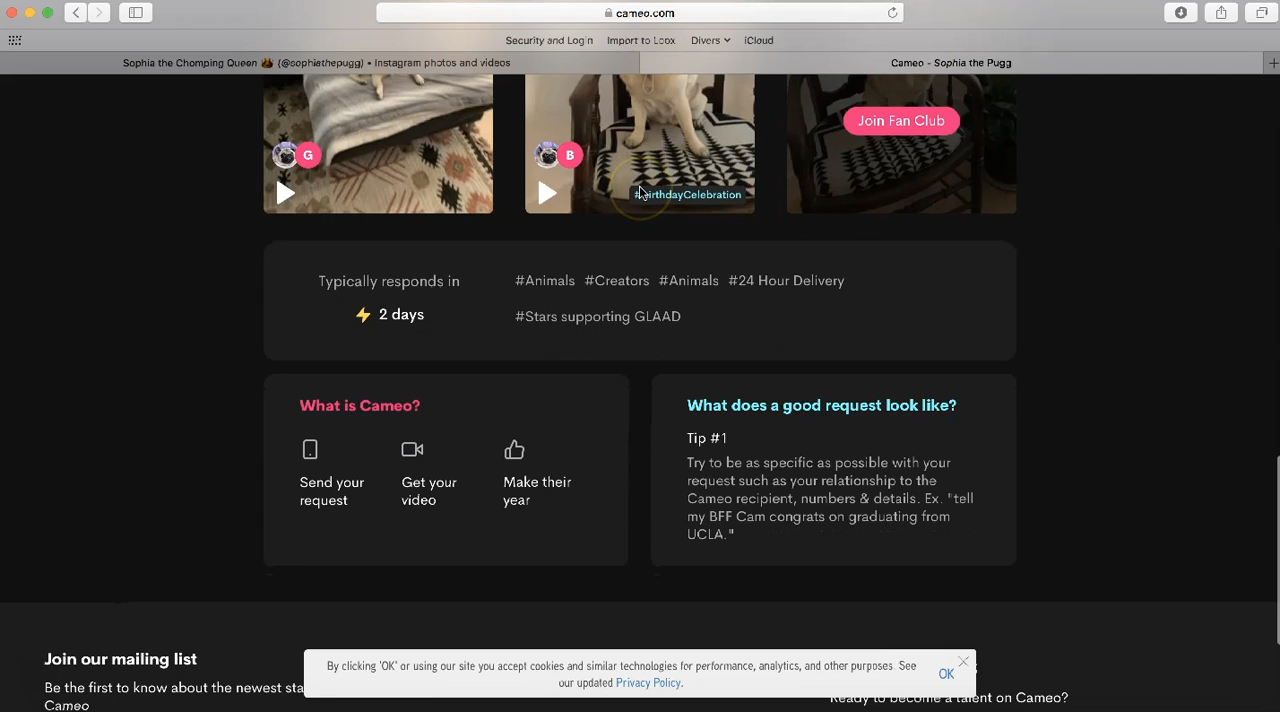 cameo.com
Security and Login Import to Loox Divers iCloud
Sophia the Chomping Queen 👑 (@sophiathepugg) • Instagram photos and videos
Cameo - Sophia the Pugg
Join Fan Club
G
B
#BirthdayCelebration
Typically responds in
⚡ 2 days
#Animals #Creators #Animals #24 Hour Delivery
#Stars supporting GLAAD
What is Cameo?
Send your
request
Get your
video
Make their
year
What does a good request look like?
Tip #1
Try to be as specific as possible with your
request such as your relationship to the
Cameo recipient, numbers & details. Ex. "tell
my BFF Cam congrats on graduating from
UCLA."
Join our mailing list
Be the first to know about the newest sta
Cameo
By clicking 'OK' or using our site you accept cookies and similar technologies for performance, analytics, and other purposes. See
our updated Privacy Policy.
OK
Ready to become a talent on Cameo?